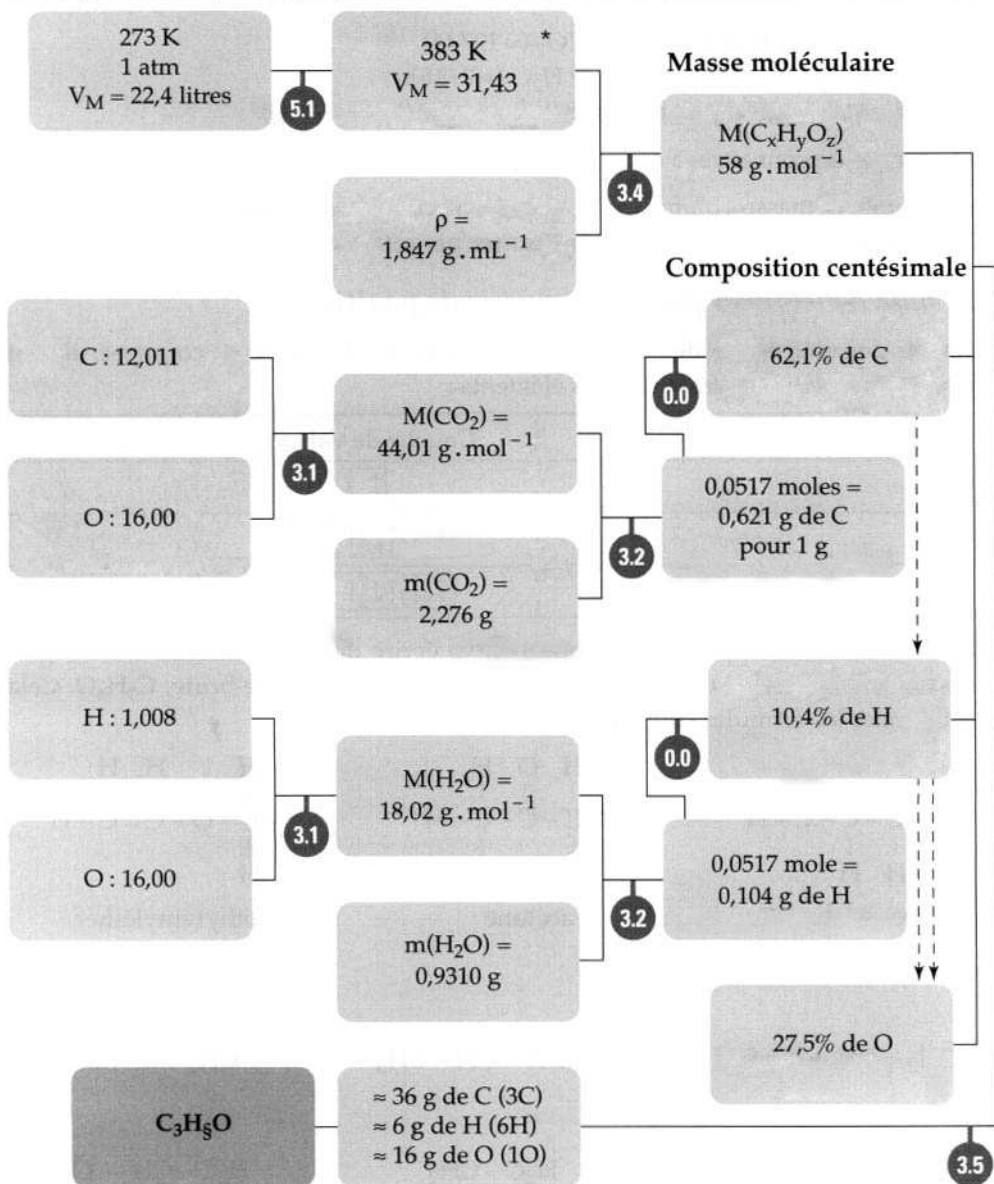 273 K
1 atm
V_M = 22,4 litres
5.1
383 K *
V_M = 31,43
ρ =
1,847 g.mL⁻¹
3.4
Masse moléculaire
M(CₓHᵧO_z)
58 g.mol⁻¹
Composition centésimale
C : 12,011
O : 16,00
3.1
M(CO₂) =
44,01 g.mol⁻¹
m(CO₂) =
2,276 g
3.2
0.0
62,1% de C
0,0517 moles =
0,621 g de C
pour 1 g
H : 1,008
O : 16,00
3.1
M(H₂O) =
18,02 g.mol⁻¹
m(H₂O) =
0,9310 g
3.2
0.0
10,4% de H
0,0517 mole =
0,104 g de H
27,5% de O
C₃H§O
≈ 36 g de C (3C)
≈ 6 g de H (6H)
≈ 16 g de O (1O)
3.5